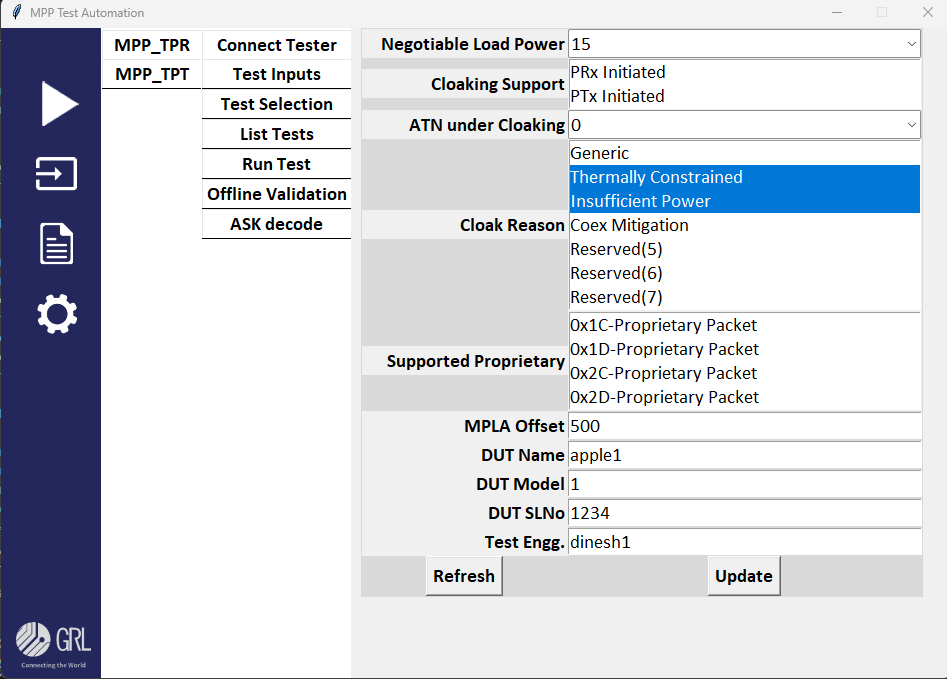 MPP Test Automation
MPP_TPR
MPP_TPT
Connect Tester
Test Inputs
Test Selection
List Tests
Run Test
Offline Validation
ASK decode
Negotiable Load Power 15
Cloaking Support
PRx Initiated
PTx Initiated
ATN under Cloaking 0
Cloak Reason
Generic
Thermally Constrained
Insufficient Power
Coex Mitigation
Reserved(5)
Reserved(6)
Reserved(7)
Supported Proprietary
0x1C-Proprietary Packet
0x1D-Proprietary Packet
0x2C-Proprietary Packet
0x2D-Proprietary Packet
MPLA Offset 500
DUT Name apple1
DUT Model 1
DUT SLNo 1234
Test Engg. dinesh1
Refresh Update
GRL
Connecting the World